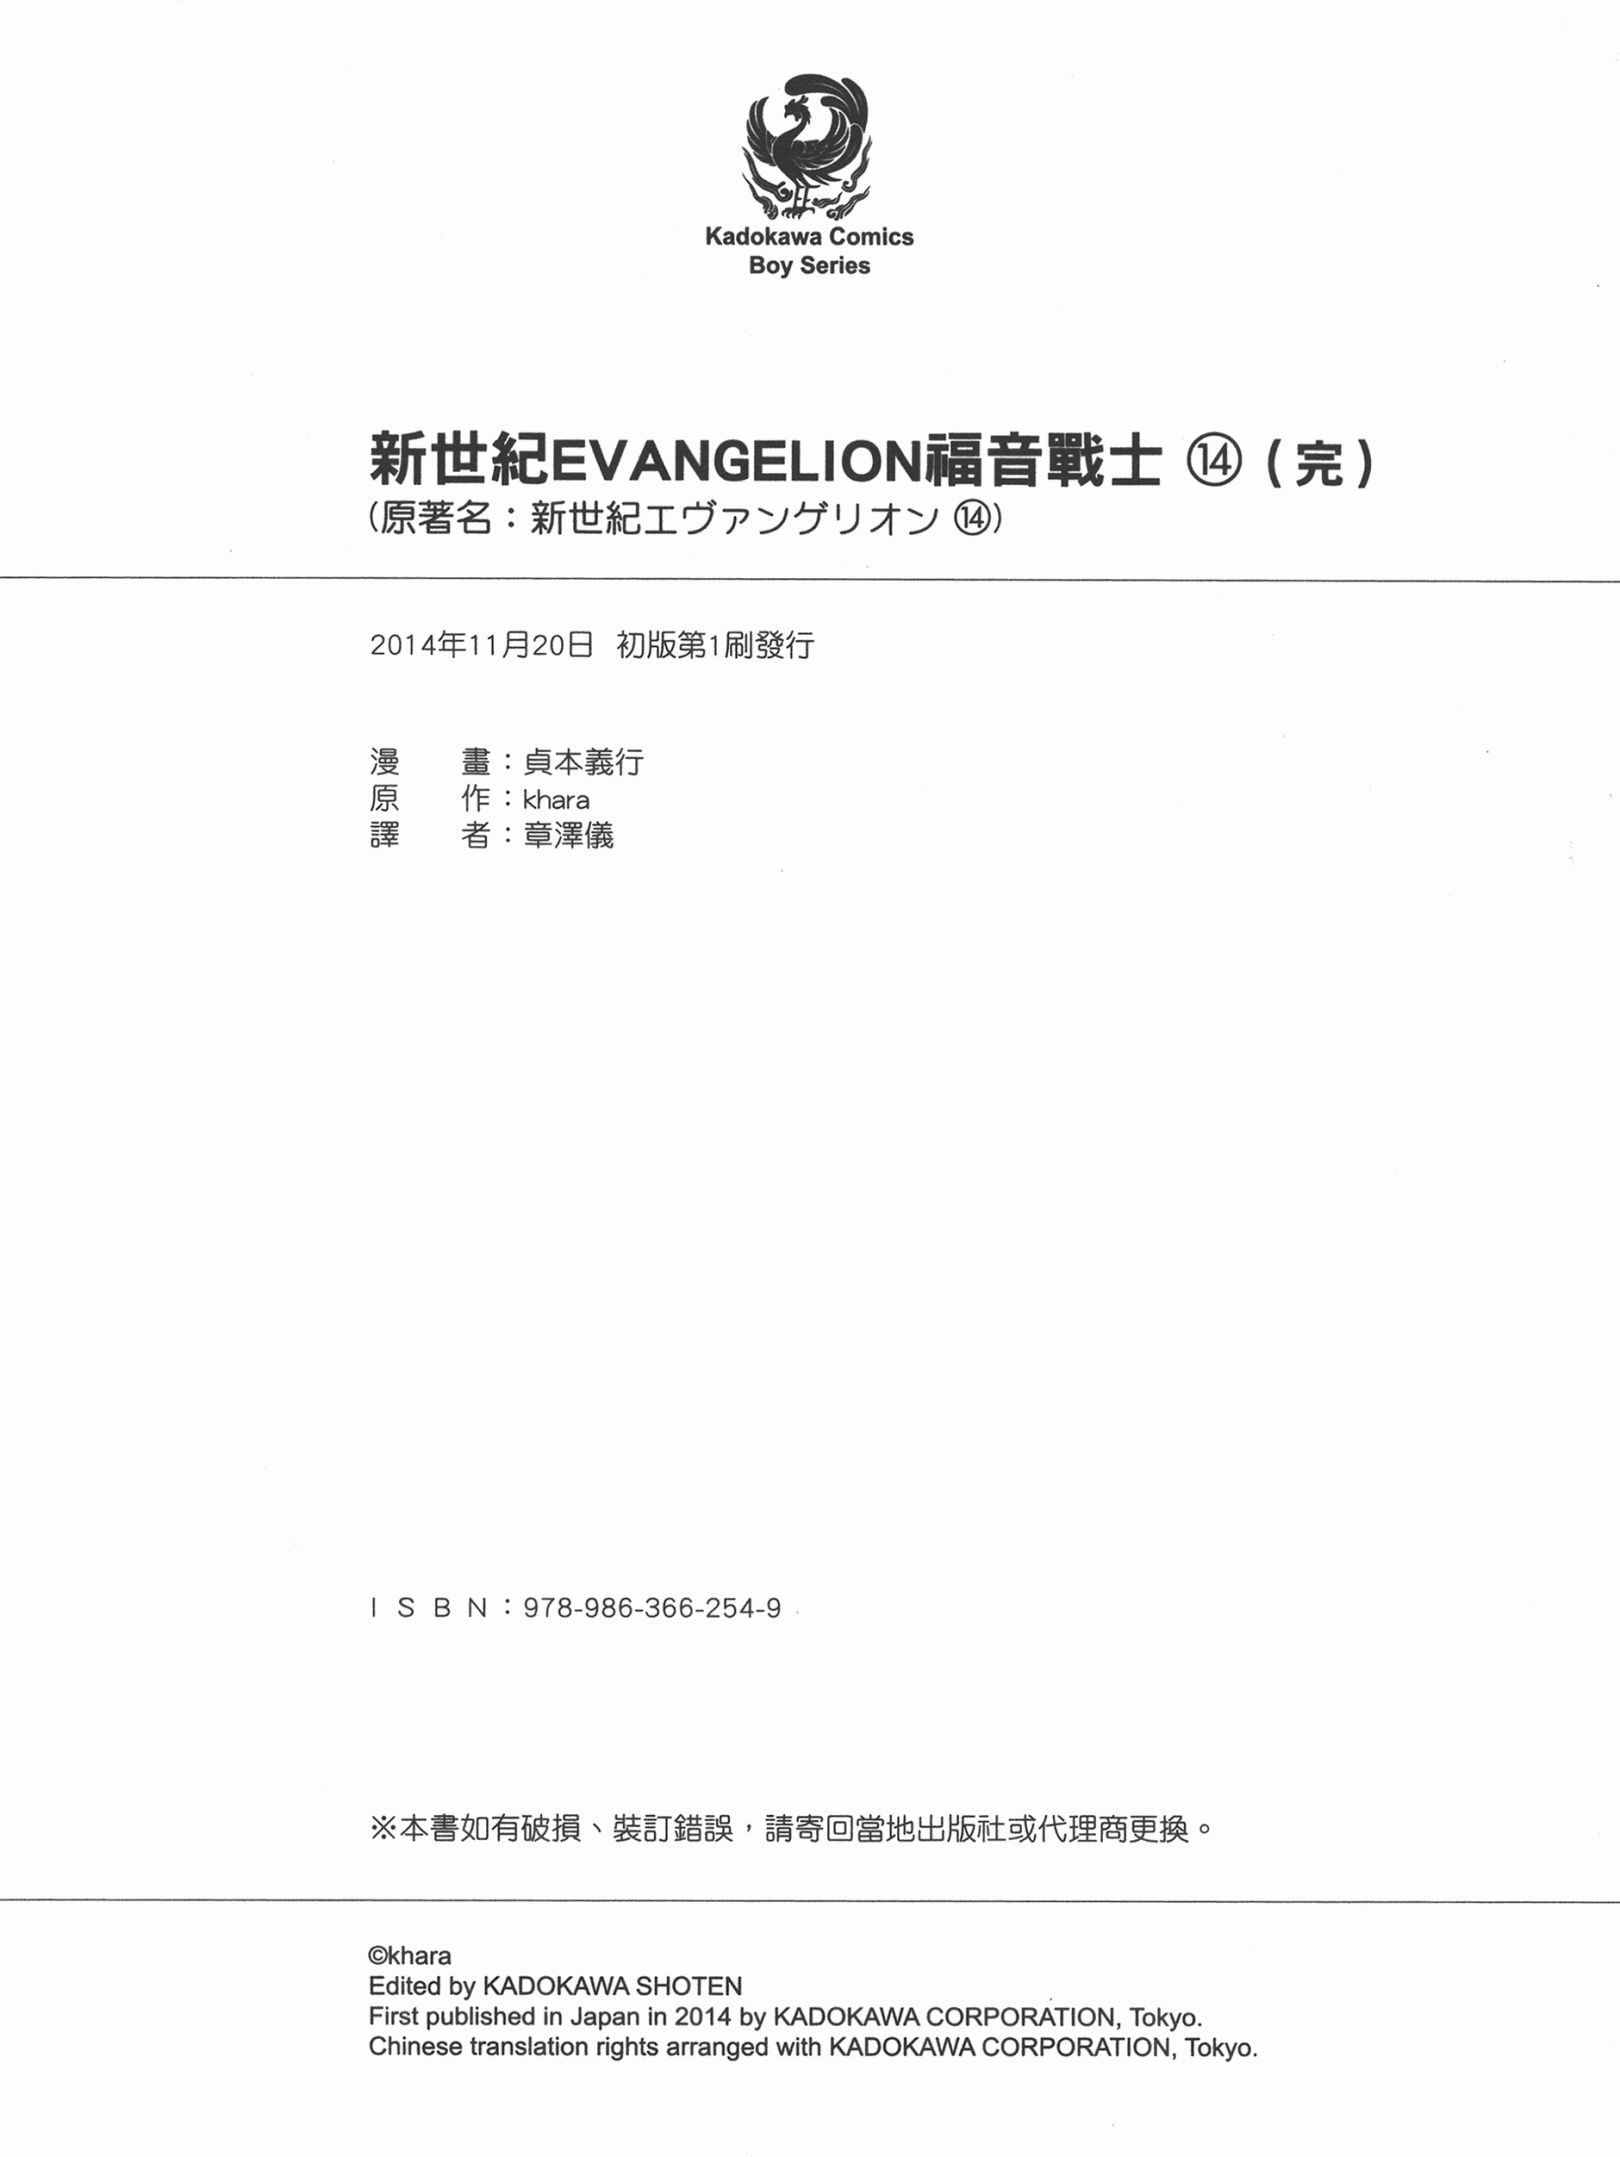 Kadokawa Comics
Boy Series
新世紀EVANGELION福音戰士 ⑭ (完)
(原著名：新世紀エヴァンゲリオン ⑭)
2014年11月20日 初版第1刷發行
漫 畫：貞本義行
原 作：khara
譯 者：章澤儀
I S B N：978-986-366-254-9
※本書如有破損、裝訂錯誤，請寄回當地出版社或代理商更換。
©khara
Edited by KADOKAWA SHOTEN
First published in Japan in 2014 by KADOKAWA CORPORATION, Tokyo.
Chinese translation rights arranged with KADOKAWA CORPORATION, Tokyo.